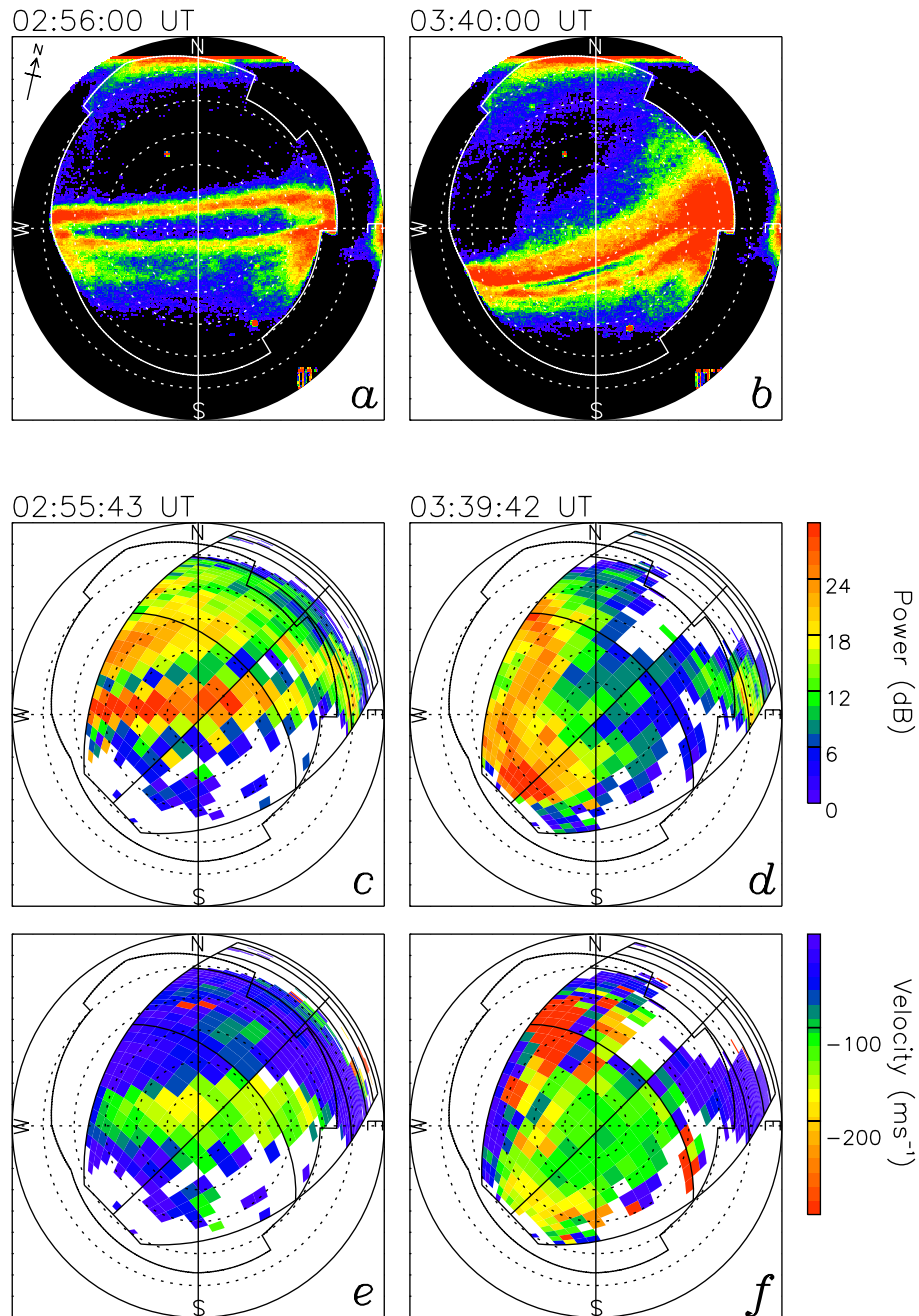 02:56:00 UT
03:40:00 UT
N
N
N
W
E
W
E
S
S
a
b
02:55:43 UT
03:39:42 UT
N
N
W
E
W
E
S
S
c
d
24
18
12
6
0
Power (dB)
N
N
W
E
W
E
S
S
e
f
-100
-200
Velocity (ms⁻¹)